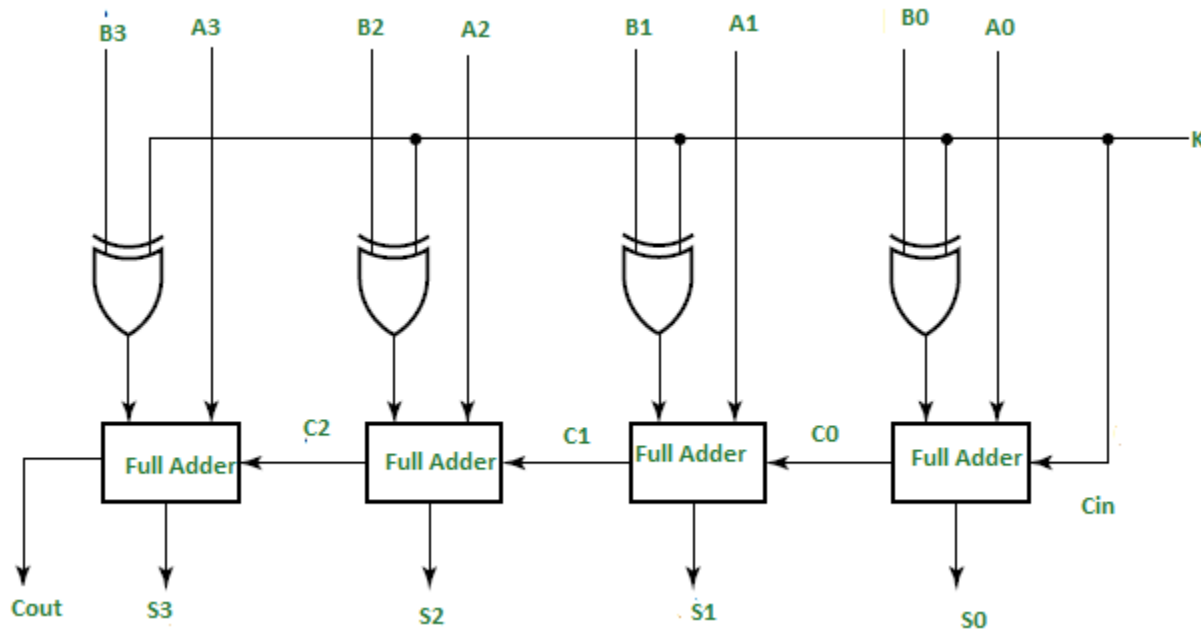 B3 A3 B2 A2 B1 A1 B0 A0
K
C2 C1 C0
Full Adder Full Adder Full Adder Full Adder
Cin
Cout S3 S2 S1 S0